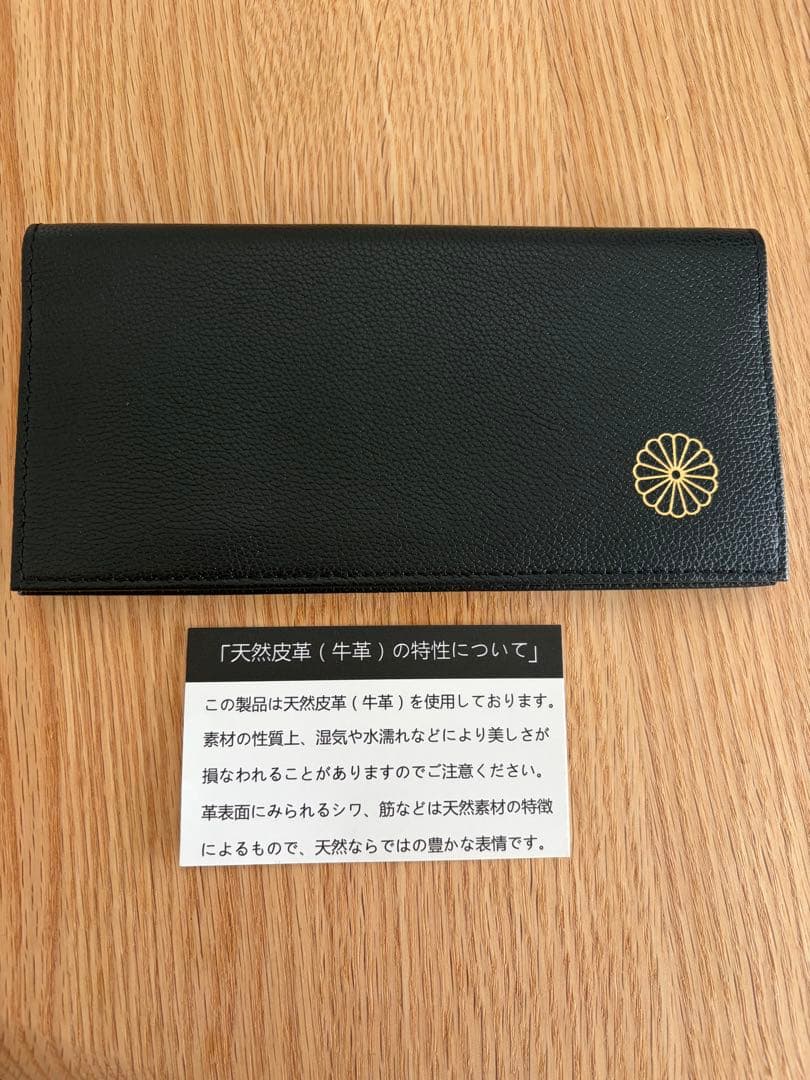 「天然皮革(牛革)の特性について」
この製品は天然皮革(牛革)を使用しております。
素材の性質上、湿気や水濡れなどにより美しさが
損なわれることがありますのでご注意ください。
革表面にみられるシワ、筋などは天然素材の特徴
によるもので、天然ならではの豊かな表情です。